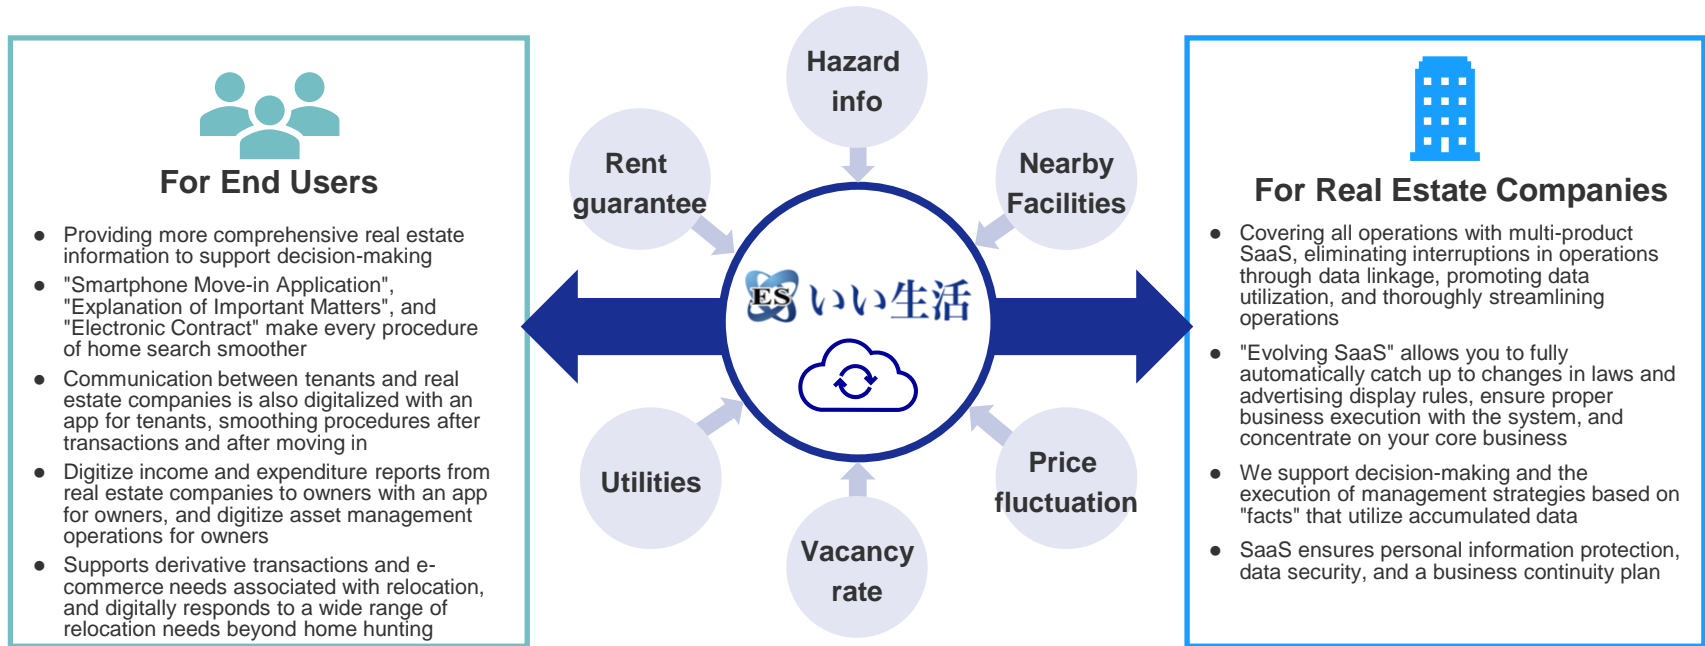 For End Users
● Providing more comprehensive real estate
information to support decision-making
● "Smartphone Move-in Application",
"Explanation of Important Matters", and
"Electronic Contract" make every procedure
of home search smoother
● Communication between tenants and real
estate companies is also digitalized with an
app for tenants, smoothing procedures after
transactions and after moving in
● Digitize income and expenditure reports from
real estate companies to owners with an app
for owners, and digitize asset management
operations for owners
● Supports derivative transactions and e-
commerce needs associated with relocation,
and digitally responds to a wide range of
relocation needs beyond home hunting
Hazard
info
Rent
guarantee
Nearby
Facilities
ES いい生活
Utilities
Price
fluctuation
Vacancy
rate
For Real Estate Companies
● Covering all operations with multi-product
SaaS, eliminating interruptions in operations
through data linkage, promoting data
utilization, and thoroughly streamlining
operations
● "Evolving SaaS" allows you to fully
automatically catch up to changes in laws and
advertising display rules, ensure proper
business execution with the system, and
concentrate on your core business
● We support decision-making and the
execution of management strategies based on
"facts" that utilize accumulated data
● SaaS ensures personal information protection,
data security, and a business continuity plan